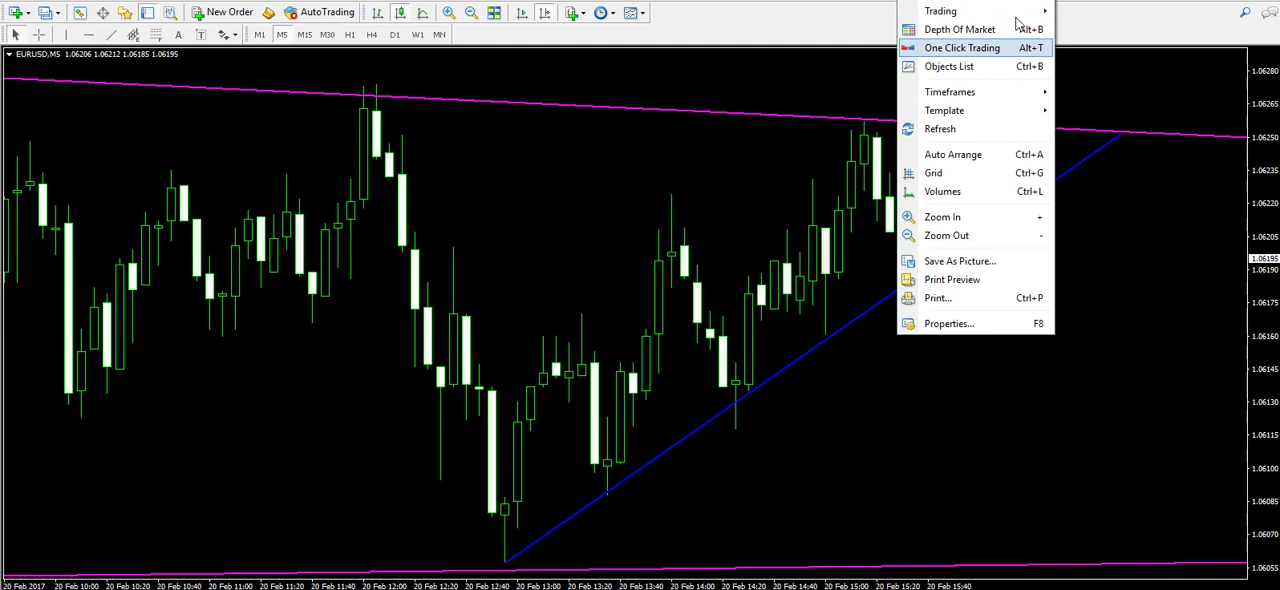 New Order
AutoTrading
A
T
M1 M5 M15 M30 H1 H4 D1 W1 MN
EURUSD,M5 1.06206 1.06212 1.06185 1.06195
Trading
Depth Of Market Alt+B
One Click Trading Alt+T
Objects List Ctrl+B
Timeframes
Template
Refresh
Auto Arrange Ctrl+A
Grid Ctrl+G
Volumes Ctrl+L
Zoom In +
Zoom Out -
Save As Picture...
Print Preview
Print... Ctrl+P
Properties... F8
1.06280
1.06265
1.06250
1.06235
1.06220
1.06205
1.06195
1.06190
1.06175
1.06160
1.06145
1.06130
1.06115
1.06100
1.06085
1.06070
1.06055
20 Feb 2017 20 Feb 10:00 20 Feb 10:20 20 Feb 10:40 20 Feb 11:00 20 Feb 11:20 20 Feb 11:40 20 Feb 12:00 20 Feb 12:20 20 Feb 12:40 20 Feb 13:00 20 Feb 13:20 20 Feb 13:40 20 Feb 14:00 20 Feb 14:20 20 Feb 14:40 20 Feb 15:00 20 Feb 15:20 20 Feb 15:40